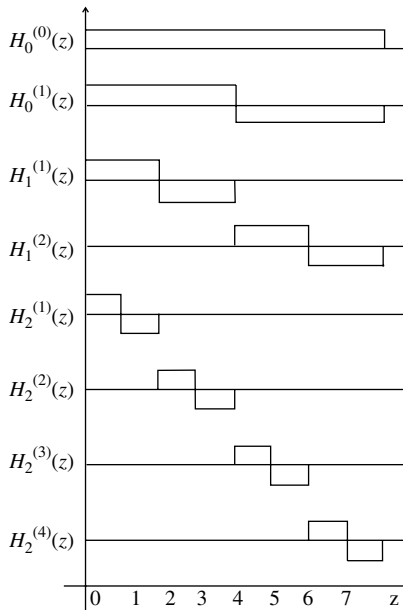 H₀⁽⁰⁾(z)
H₀⁽¹⁾(z)
H₁⁽¹⁾(z)
H₁⁽²⁾(z)
H₂⁽¹⁾(z)
H₂⁽²⁾(z)
H₂⁽³⁾(z)
H₂⁽⁴⁾(z)
0 1 2 3 4 5 6 7 z